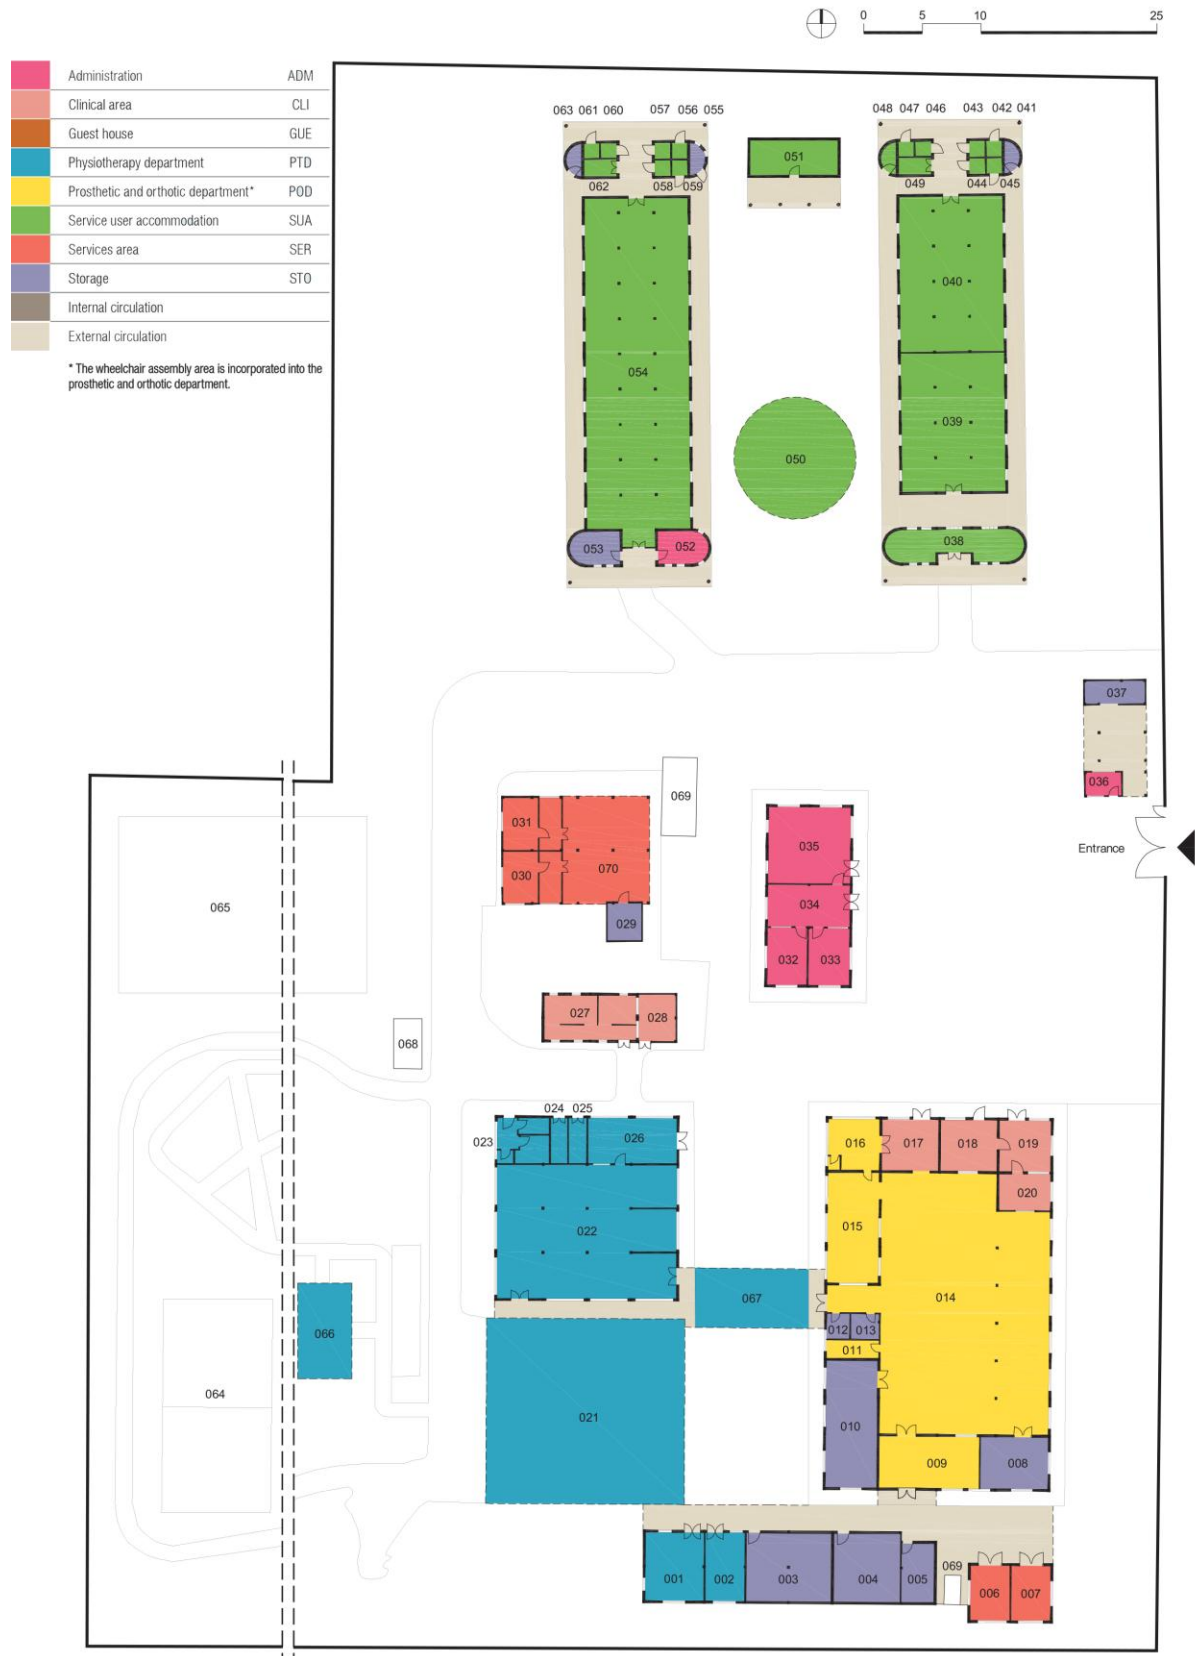 0 5 10 25
Administration ADM
Clinical area CLI
Guest house GUE
Physiotherapy department PTD
Prosthetic and orthotic department* POD
Service user accommodation SUA
Services area SER
Storage STO
Internal circulation
External circulation
* The wheelchair assembly area is incorporated into the
prosthetic and orthotic department.
063 061 060 057 056 055
048 047 046 043 042 041
051
062 058 059
049 044 045
040
054
039
050
053 052
038
037
036
069
031
035
Entrance
030 070
034
065
029
032 033
027 028
068
024 025
023 026
016 017 018 019
020
015
022
067
014
066
012 013
011
064
021
010
009 008
069
001 002 003 004 005
006 007